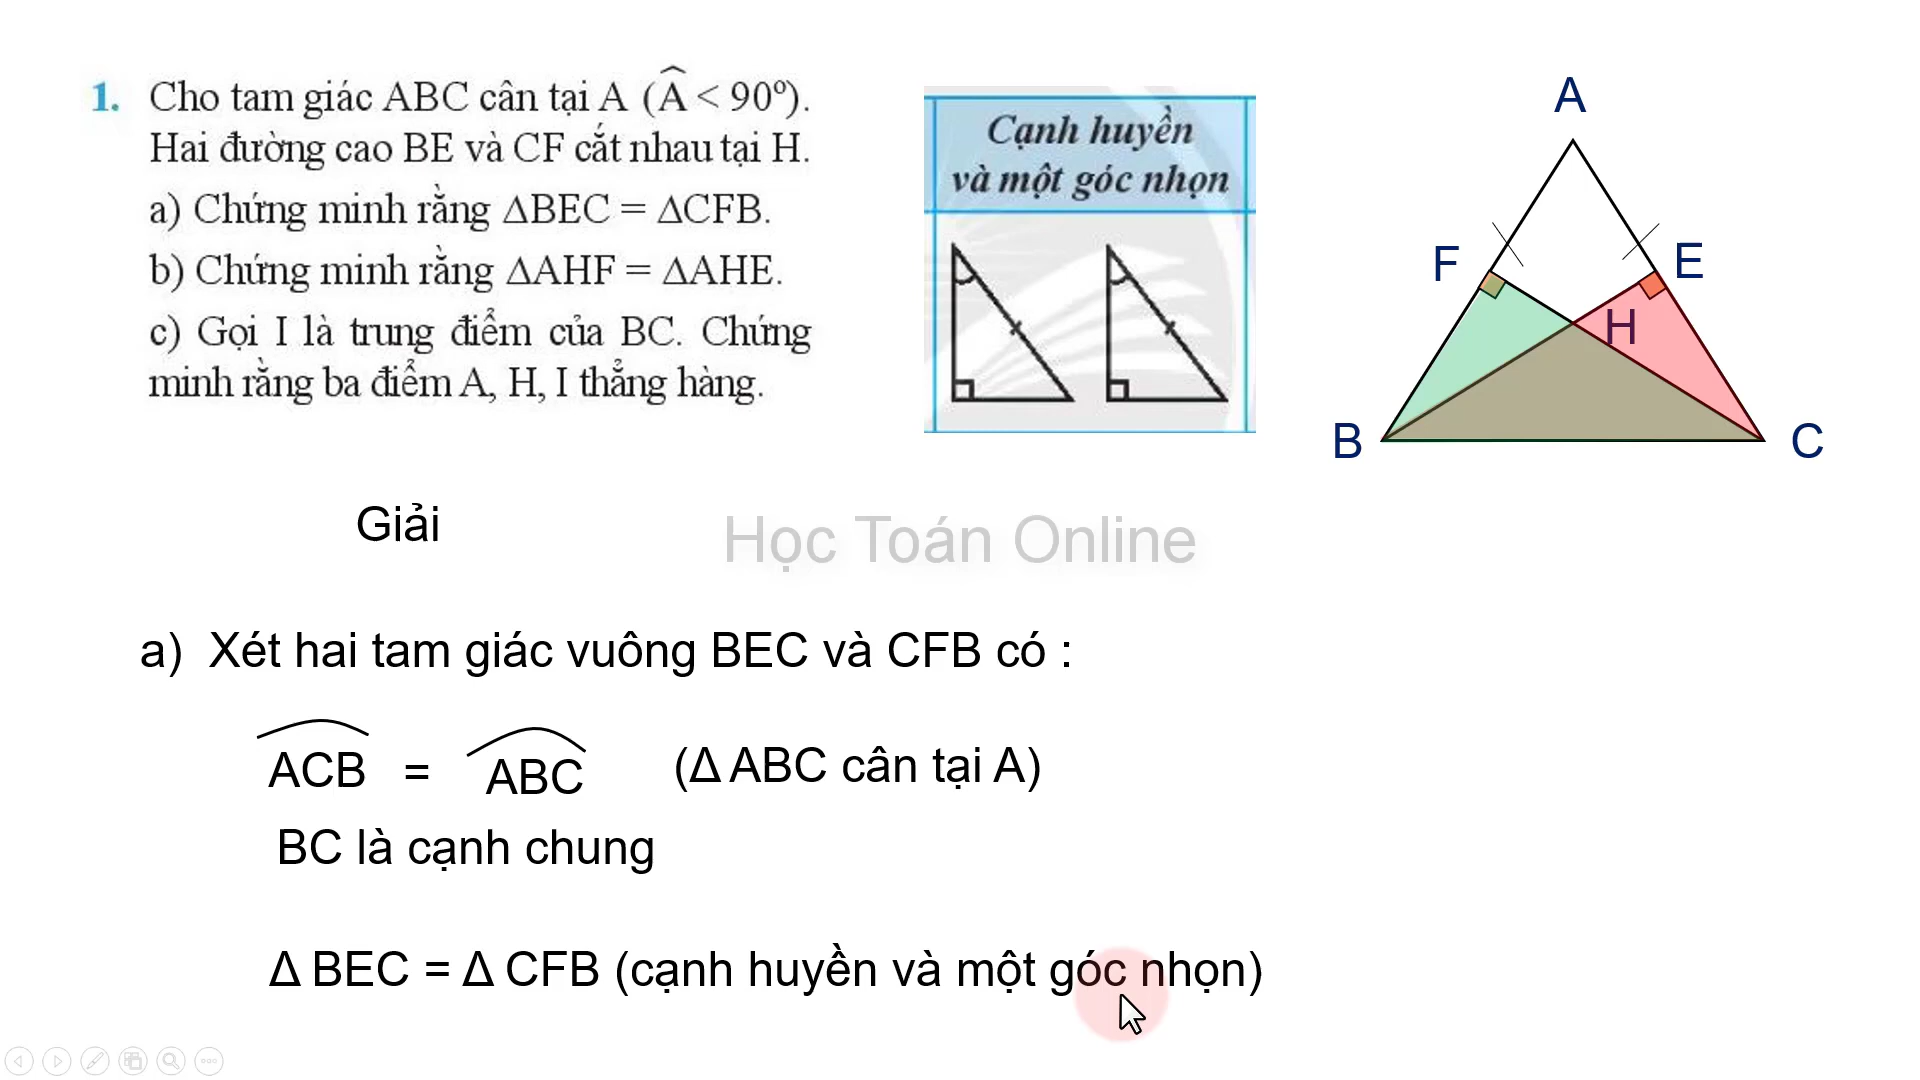 1. Cho tam giác ABC cân tại A (Â < 90º).
Hai đường cao BE và CF cắt nhau tại H.
a) Chứng minh rằng ΔBEC = ΔCFB.
b) Chứng minh rằng ΔAHF = ΔAHE.
c) Gọi I là trung điểm của BC. Chứng
minh rằng ba điểm A, H, I thẳng hàng.
Cạnh huyền
và một góc nhọn
A
F
E
H
B
C
Giải
Học Toán Online
a) Xét hai tam giác vuông BEC và CFB có :
ACB = ABC (Δ ABC cân tại A)
BC là cạnh chung
Δ BEC = Δ CFB (cạnh huyền và một góc nhọn)